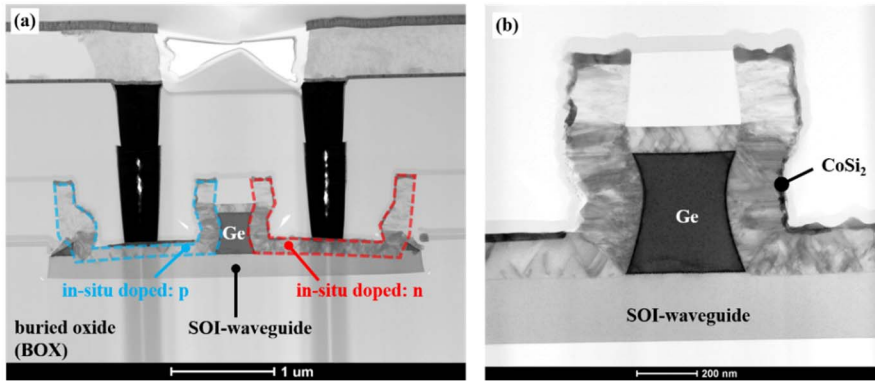 (a)
Ge
in-situ doped: p
in-situ doped: n
SOI-waveguide
buried oxide
(BOX)
1 um
(b)
CoSi₂
Ge
SOI-waveguide
200 nm